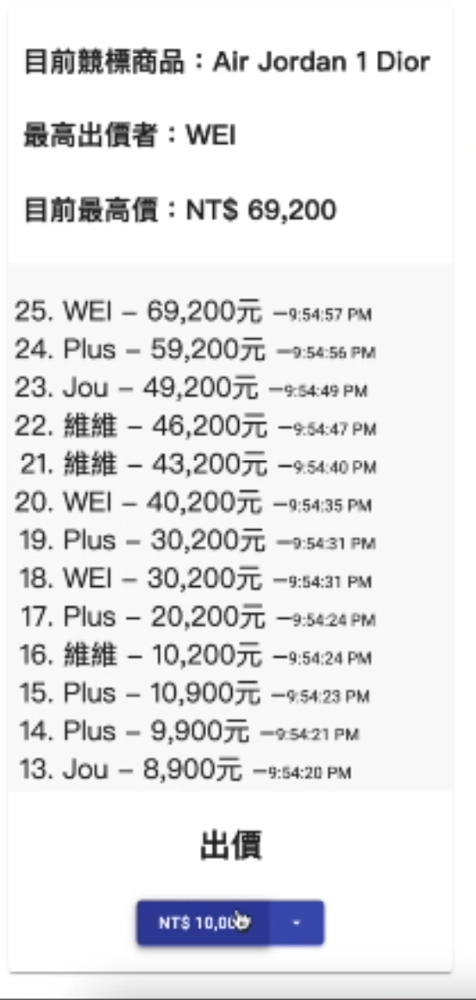 目前競標商品：Air Jordan 1 Dior
最高出價者：WEI
目前最高價：NT$ 69,200
25. WEI – 69,200元 –9:54:57 PM
24. Plus – 59,200元 –9:54:56 PM
23. Jou – 49,200元 –9:54:49 PM
22. 維維 – 46,200元 –9:54:47 PM
21. 維維 – 43,200元 –9:54:40 PM
20. WEI – 40,200元 –9:54:35 PM
19. Plus – 30,200元 –9:54:31 PM
18. WEI – 30,200元 –9:54:31 PM
17. Plus – 20,200元 –9:54:24 PM
16. 維維 – 10,200元 –9:54:24 PM
15. Plus – 10,900元 –9:54:23 PM
14. Plus – 9,900元 –9:54:21 PM
13. Jou – 8,900元 –9:54:20 PM
出價
NT$